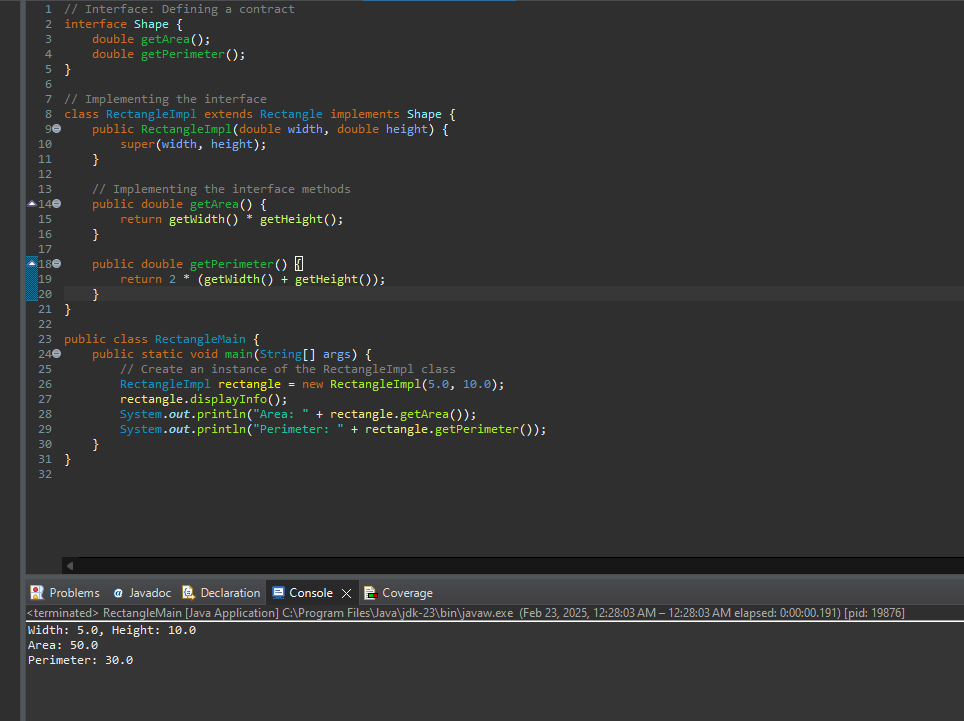 1 // Interface: Defining a contract
2 interface Shape {
3     double getArea();
4     double getPerimeter();
5 }
6
7 // Implementing the interface
8 class RectangleImpl extends Rectangle implements Shape {
9     public RectangleImpl(double width, double height) {
10         super(width, height);
11     }
12
13     // Implementing the interface methods
14     public double getArea() {
15         return getWidth() * getHeight();
16     }
17
18     public double getPerimeter() {
19         return 2 * (getWidth() + getHeight());
20     }
21 }
22
23 public class RectangleMain {
24     public static void main(String[] args) {
25         // Create an instance of the RectangleImpl class
26         RectangleImpl rectangle = new RectangleImpl(5.0, 10.0);
27         rectangle.displayInfo();
28         System.out.println("Area: " + rectangle.getArea());
29         System.out.println("Perimeter: " + rectangle.getPerimeter());
30     }
31 }
32
Problems @ Javadoc Declaration Console Coverage
<terminated> RectangleMain [Java Application] C:\Program Files\Java\jdk-23\bin\javaw.exe (Feb 23, 2025, 12:28:03 AM – 12:28:03 AM elapsed: 0:00:00.191) [pid: 19876]
Width: 5.0, Height: 10.0
Area: 50.0
Perimeter: 30.0